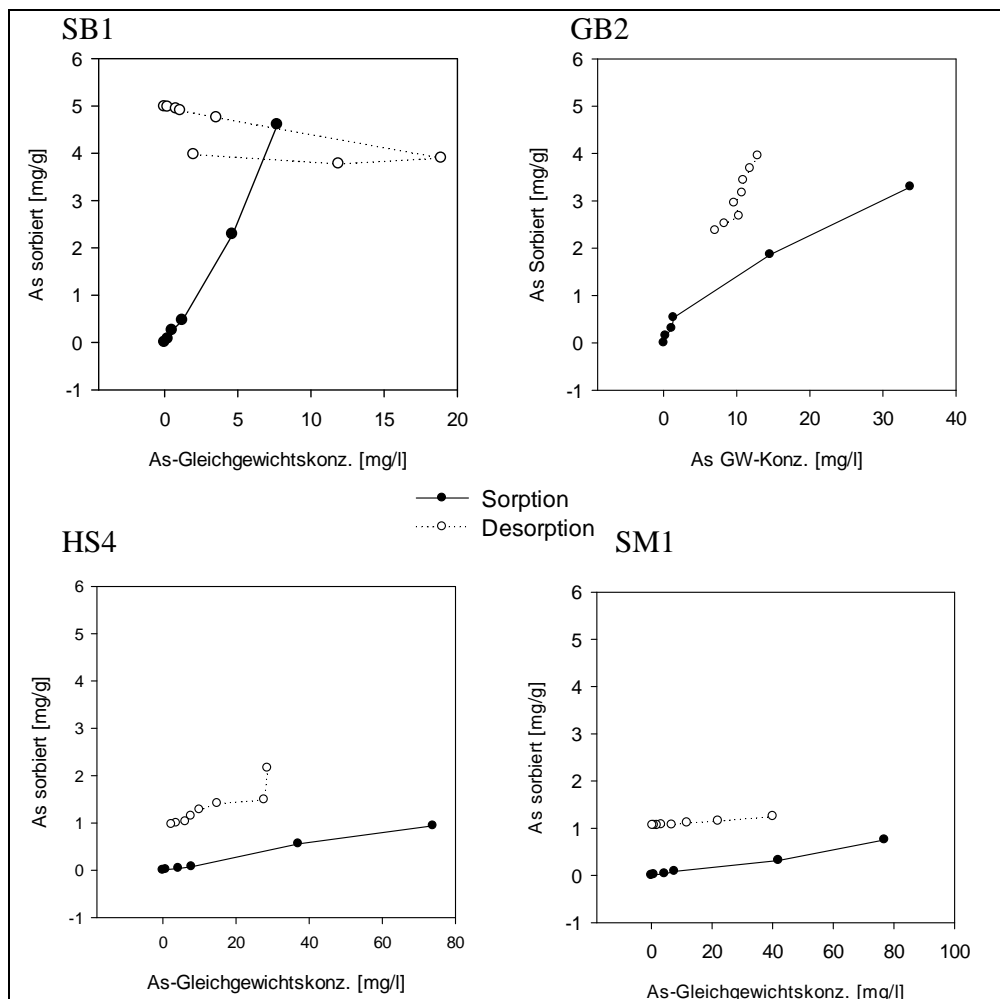 SB1
6
5
4
3
2
1
0
-1
As sorbiert [mg/g]
0 5 10 15 20
As-Gleichgewichtskonz. [mg/l]
GB2
6
5
4
3
2
1
0
-1
As Sorbiert [mg/g]
0 10 20 30 40
As GW-Konz. [mg/l]
Sorption
Desorption
HS4
6
5
4
3
2
1
0
-1
As sorbiert [mg/g]
0 20 40 60 80
As-Gleichgewichtskonz. [mg/l]
SM1
6
5
4
3
2
1
0
-1
As sorbiert [mg/g]
0 20 40 60 80 100
As-Gleichgewichtskonz. [mg/l]